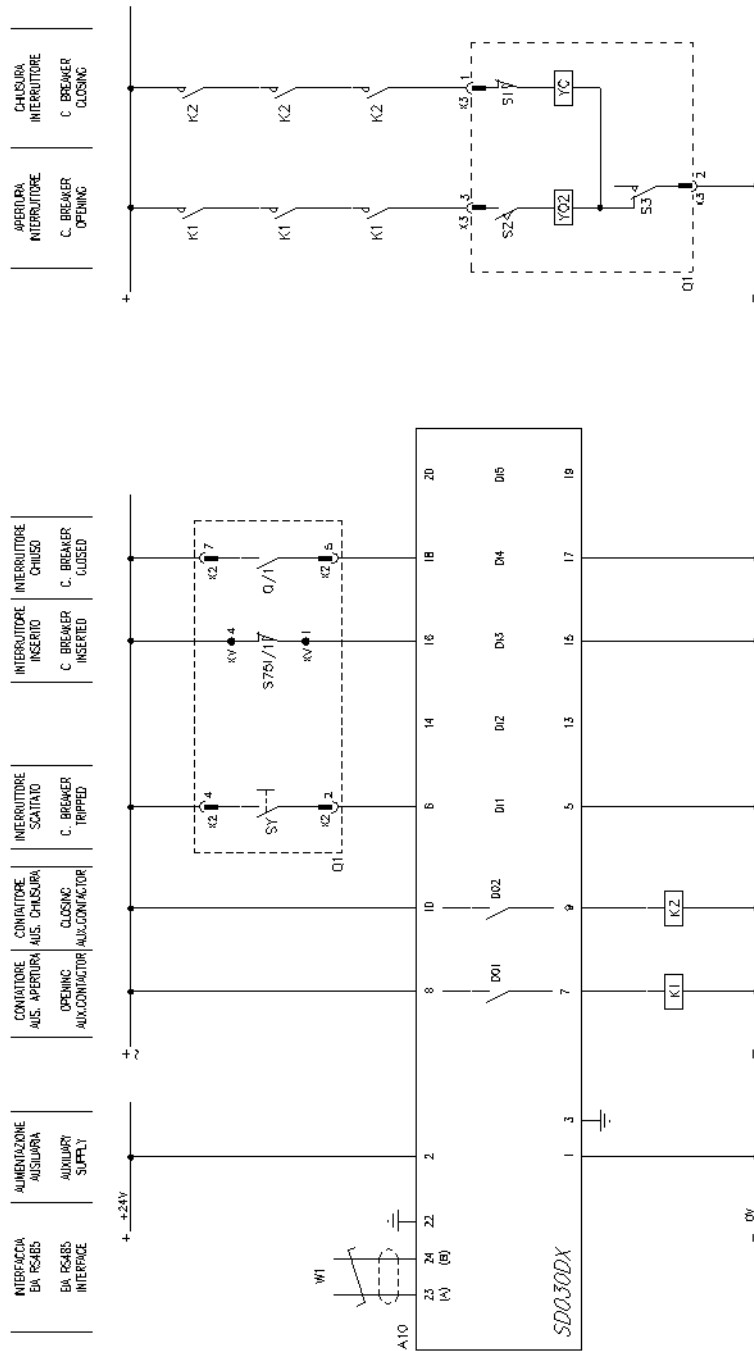 INTERFACCIA
EIA RS485
EIA RS485
INTERFACE
ALIMENTAZIONE
AUSILIARIA
AUXILIARY
SUPPLY
CONTATTORE
AUS. APERTURA
OPENING
AUX.CONTACTOR
CONTATTORE
AUS. CHIUSURA
CLOSING
AUX.CONTACTOR
INTERRUTTORE
SCATTATO
C. BREAKER
TRIPPED
INTERRUTTORE
INSERITO
C. BREAKER
INSERTED
INTERRUTTORE
CHIUSO
C. BREAKER
CLOSED
APERTURA
INTERRUTTORE
C. BREAKER
OPENING
CHIUSURA
INTERRUTTORE
C. BREAKER
CLOSING
+ +24V
+
~
+
X2 4
SY
X2 2
XV 4
S75I/1
XV 1
X2 7
Q/1
X2 5
Q1
K1
K1
K1
K2
K2
K2
X3 3
X3 1
S2
S1
YO2
YC
S3
X3 2
Q1
W1
A10
23 24 22 2 8 10 6 14 16 18 20
(A) (B)
DO1 DO2 DI1 DI2 DI3 DI4 DI5
SD030DX
1 3 7 9 5 13 15 17 19
K1
K2
- 0V
-
-